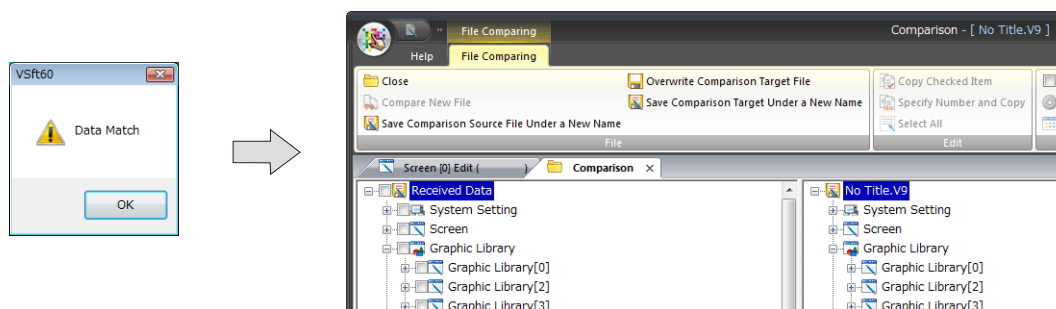 VSft60
Data Match
OK
File Comparing
Comparison - [ No Title.V9 ]
Help
File Comparing
Close
Overwrite Comparison Target File
Copy Checked Item
Compare New File
Save Comparison Target Under a New Name
Specify Number and Copy
Save Comparison Source File Under a New Name
Select All
File
Edit
Screen [0] Edit ( )
Comparison
Received Data
No Title.V9
System Setting
System Setting
Screen
Screen
Graphic Library
Graphic Library
Graphic Library[0]
Graphic Library[0]
Graphic Library[2]
Graphic Library[2]
Graphic Library[3]
Graphic Library[3]